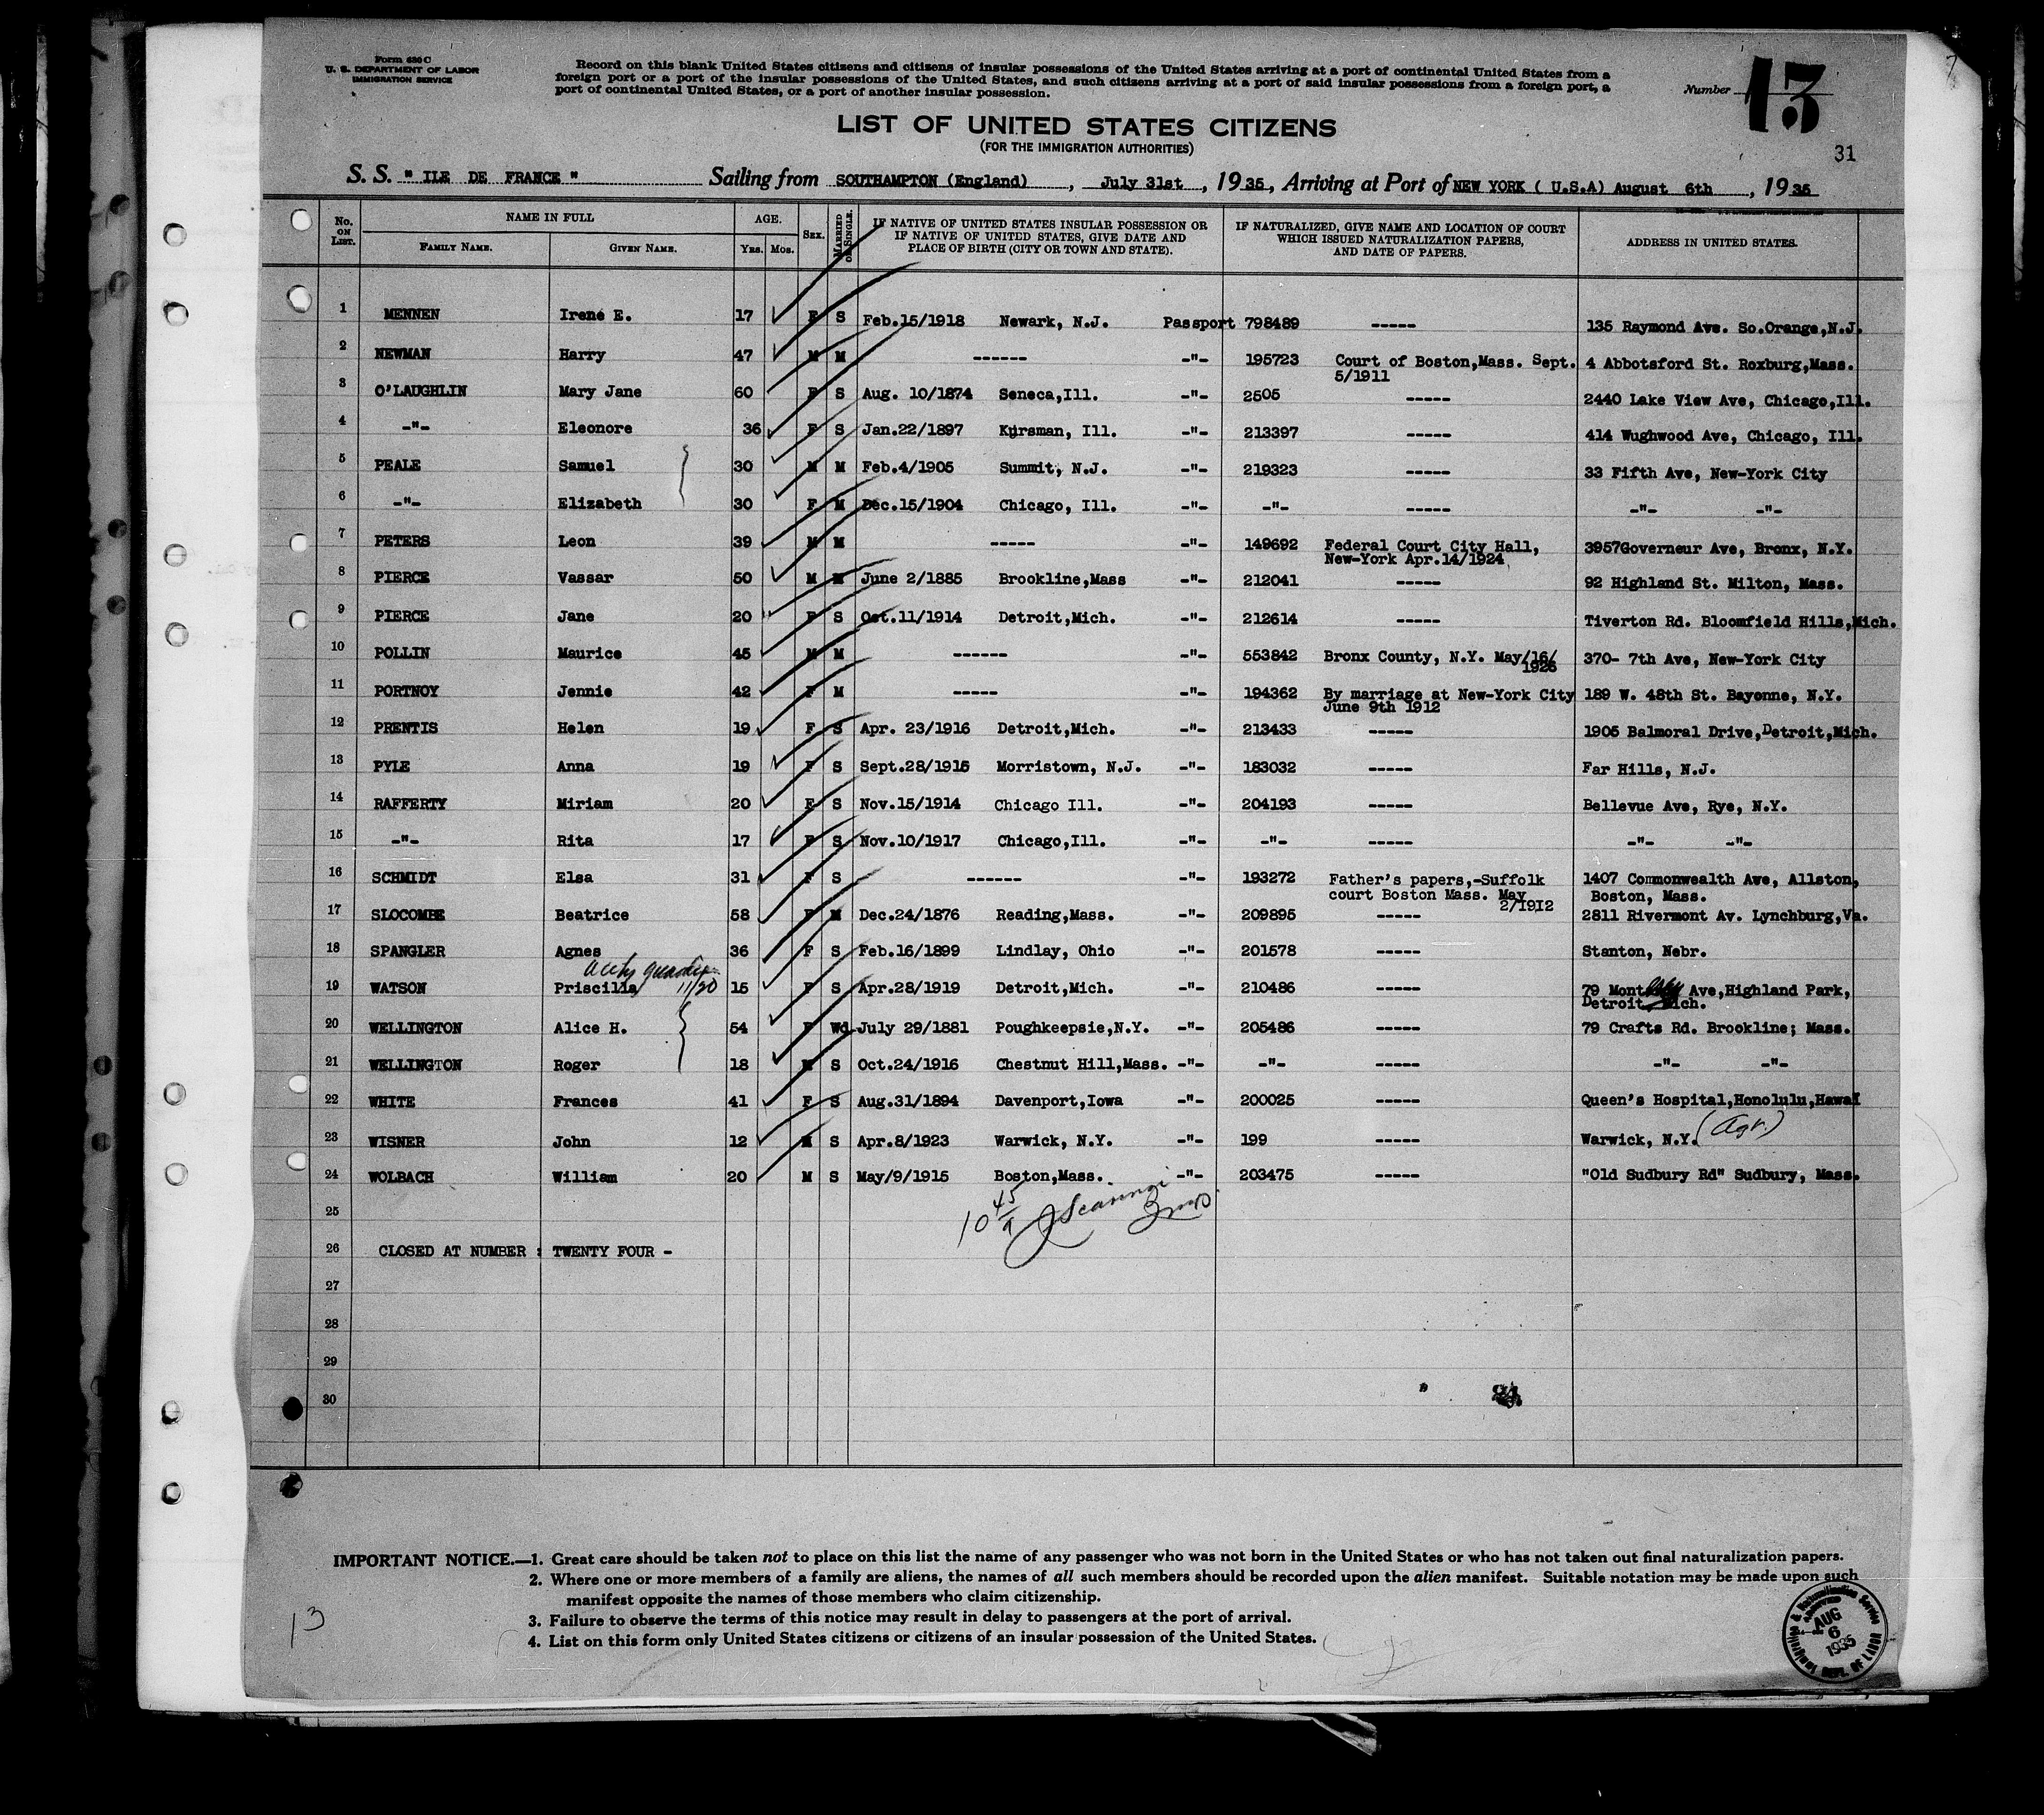 Form 630 C
U. S. DEPARTMENT OF LABOR
IMMIGRATION SERVICE
Record on this blank United States citizens and citizens of insular possessions of the United States arriving at a port of continental United States from a
foreign port or a port of the insular possessions of the United States, and such citizens arriving at a port of said insular possessions from a foreign port, a
port of continental United States, or a port of another insular possession.
Number 13
31
LIST OF UNITED STATES CITIZENS
(FOR THE IMMIGRATION AUTHORITIES)
S. S. " ILE DE FRANCE " Sailing from SOUTHAMPTON (England) , July 31st , 1935, Arriving at Port of NEW YORK ( U.S.A) August 6th , 1935
No. ON LIST. NAME IN FULL FAMILY NAME. GIVEN NAME. AGE. YRS. MOS. SEX. MARRIED OR SINGLE. IF NATIVE OF UNITED STATES INSULAR POSSESSION OR IF NATIVE OF UNITED STATES, GIVE DATE AND PLACE OF BIRTH (CITY OR TOWN AND STATE). IF NATURALIZED, GIVE NAME AND LOCATION OF COURT WHICH ISSUED NATURALIZATION PAPERS, AND DATE OF PAPERS. ADDRESS IN UNITED STATES.
1 MENNEN Irene E. 17 F S Feb.15/1918 Newark, N.J. Passport 798489 ----- 135 Raymond Ave. So.Orange,N.J.
2 NEWMAN Harry 47 M M ------ -"- 195723 Court of Boston,Mass. Sept. 4 Abbotsford St. Roxburg,Mass.
5/1911
3 O'LAUGHLIN Mary Jane 60 F S Aug. 10/1874 Seneca,Ill. -"- 2505 ----- 2440 Lake View Ave, Chicago,Ill.
4 -"- Eleonore 36 F S Jan.22/1897 Kursman, Ill. -"- 213397 ----- 414 Wughwood Ave, Chicago, Ill.
5 PEALE Samuel 30 M M Feb.4/1905 Summit, N.J. -"- 219323 ----- 33 Fifth Ave, New-York City
6 -"- Elizabeth 30 F M Dec.15/1904 Chicago, Ill. -"- -"- ----- -"- -"-
7 PETERS Leon 39 M M ----- -"- 149692 Federal Court City Hall, 3957Governeur Ave, Bronx, N.Y.
New-York Apr.14/1924
8 PIERCE Vassar 50 M M June 2/1885 Brookline,Mass -"- 212041 ----- 92 Highland St. Milton, Mass.
9 PIERCE Jane 20 F S Oct.11/1914 Detroit,Mich. -"- 212614 ----- Tiverton Rd. Bloomfield Hills,Mich.
10 POLLIN Maurice 45 M M ------ -"- 553842 Bronx County, N.Y. May/16/ 370- 7th Ave, New-York City
1926
11 PORTNOY Jennie 42 F M ----- -"- 194362 By marriage at New-York City 189 W. 48th St. Bayonne, N.Y.
June 9th 1912
12 PRENTIS Helen 19 F S Apr. 23/1916 Detroit,Mich. -"- 213433 ----- 1905 Balmoral Drive,Detroit,Mich.
13 PYLE Anna 19 F S Sept.28/1915 Morristown, N.J. -"- 183032 ----- Far Hills, N.J.
14 RAFFERTY Miriam 20 F S Nov.15/1914 Chicago Ill. -"- 204193 ----- Bellevue Ave, Rye, N.Y.
15 -"- Rita 17 F S Nov.10/1917 Chicago,Ill. -"- -"- ----- -"- -"-
16 SCHMIDT Elsa 31 F S ------ -"- 193272 Father's papers,-Suffolk 1407 Commonwealth Ave, Allston,
court Boston Mass. May Boston, Mass.
2/1912
17 SLOCOMBE Beatrice 58 F M Dec.24/1876 Reading,Mass. -"- 209895 ----- 2811 Rivermont Av. Lynchburg,Va.
18 SPANGLER Agnes 36 F S Feb.16/1899 Lindlay, Ohio -"- 201578 ----- Stanton, Nebr.
11/20
19 WATSON Priscilla 15 F S Apr.28/1919 Detroit,Mich. -"- 210486 ----- 79 Mont Ave,Highland Park,
Detroit Mich.
20 WELLINGTON Alice H. 54 F Wd July 29/1881 Poughkeepsie,N.Y. -"- 205486 ----- 79 Crafts Rd. Brookline; Mass.
21 WELLINGTON Roger 18 M S Oct.24/1916 Chestnut Hill,Mass. -"- -"- ----- -"- -"-
22 WHITE Frances 41 F S Aug.31/1894 Davenport,Iowa -"- 200025 ----- Queen's Hospital,Honolulu,Hawai
23 WISNER John 12 M S Apr.8/1923 Warwick, N.Y. -"- 199 ----- Warwick, N.Y.
24 WOLBACH William 20 M S May/9/1915 Boston,Mass. -"- 203475 ----- "Old Sudbury Rd" Sudbury, Mass.
25
10 45
26 CLOSED AT NUMBER : TWENTY FOUR -
27
28
29
30
IMPORTANT NOTICE.—1. Great care should be taken not to place on this list the name of any passenger who was not born in the United States or who has not taken out final naturalization papers.
2. Where one or more members of a family are aliens, the names of all such members should be recorded upon the alien manifest. Suitable notation may be made upon such
manifest opposite the names of those members who claim citizenship.
3. Failure to observe the terms of this notice may result in delay to passengers at the port of arrival.
4. List on this form only United States citizens or citizens of an insular possession of the United States.
13
Immigration & Naturalization Service
AUG
6
1935
DEPT. OF LABOR